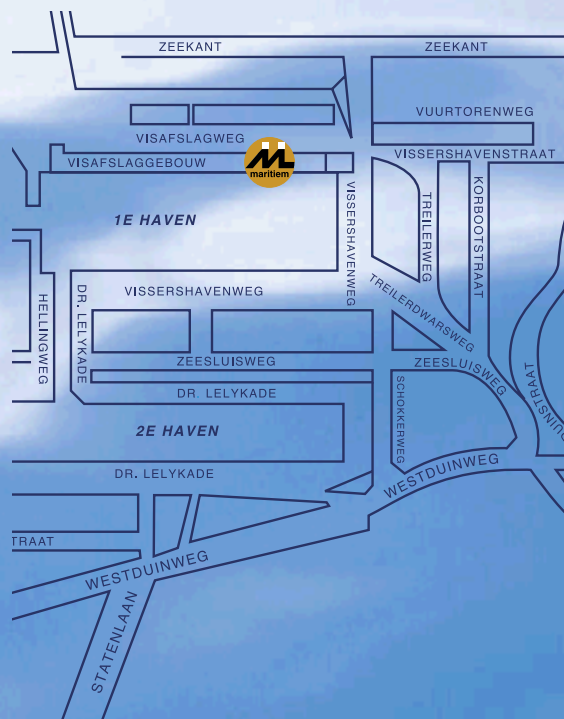 ZEEKANT
ZEEKANT
VUURTORENWEG
VISAFSLAGWEG
VISAFSLAGGEBOUW
maritiem
VISSERSHAVENSTRAAT
1E HAVEN
VISSERSHAVENWEG
TREILERWEG
KORBOOTSTRAAT
HELLINGWEG
DR. LELYKADE
VISSERSHAVENWEG
TREILERDWARSWEG
ZEESLUISWEG
ZEESLUISWEG
DR. LELYKADE
SCHOKKERWEG
2E HAVEN
DR. LELYKADE
WESTDUINWEG
TRAAT
WESTDUINWEG
STATENLAAN